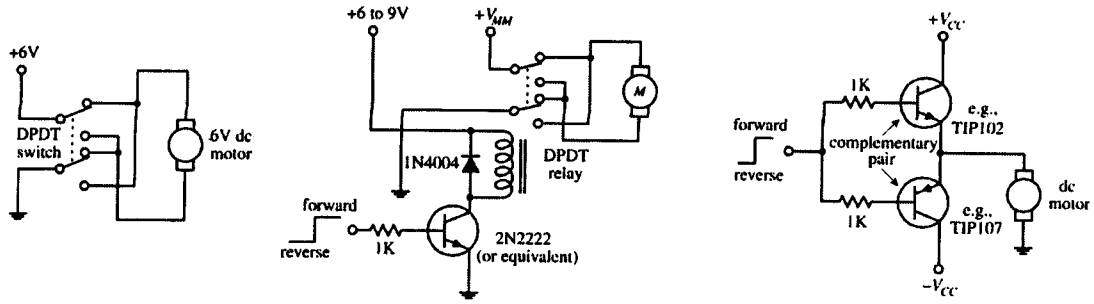 +6V
DPDT
switch
.6V dc
motor
+6 to 9V
+V_MM
M
1N4004
DPDT
relay
forward
reverse
1K
2N2222
(or equivalent)
+V_CC
1K
e.g.,
TIP102
forward
complementary
pair
reverse
1K
e.g.,
TIP107
dc
motor
−V_CC